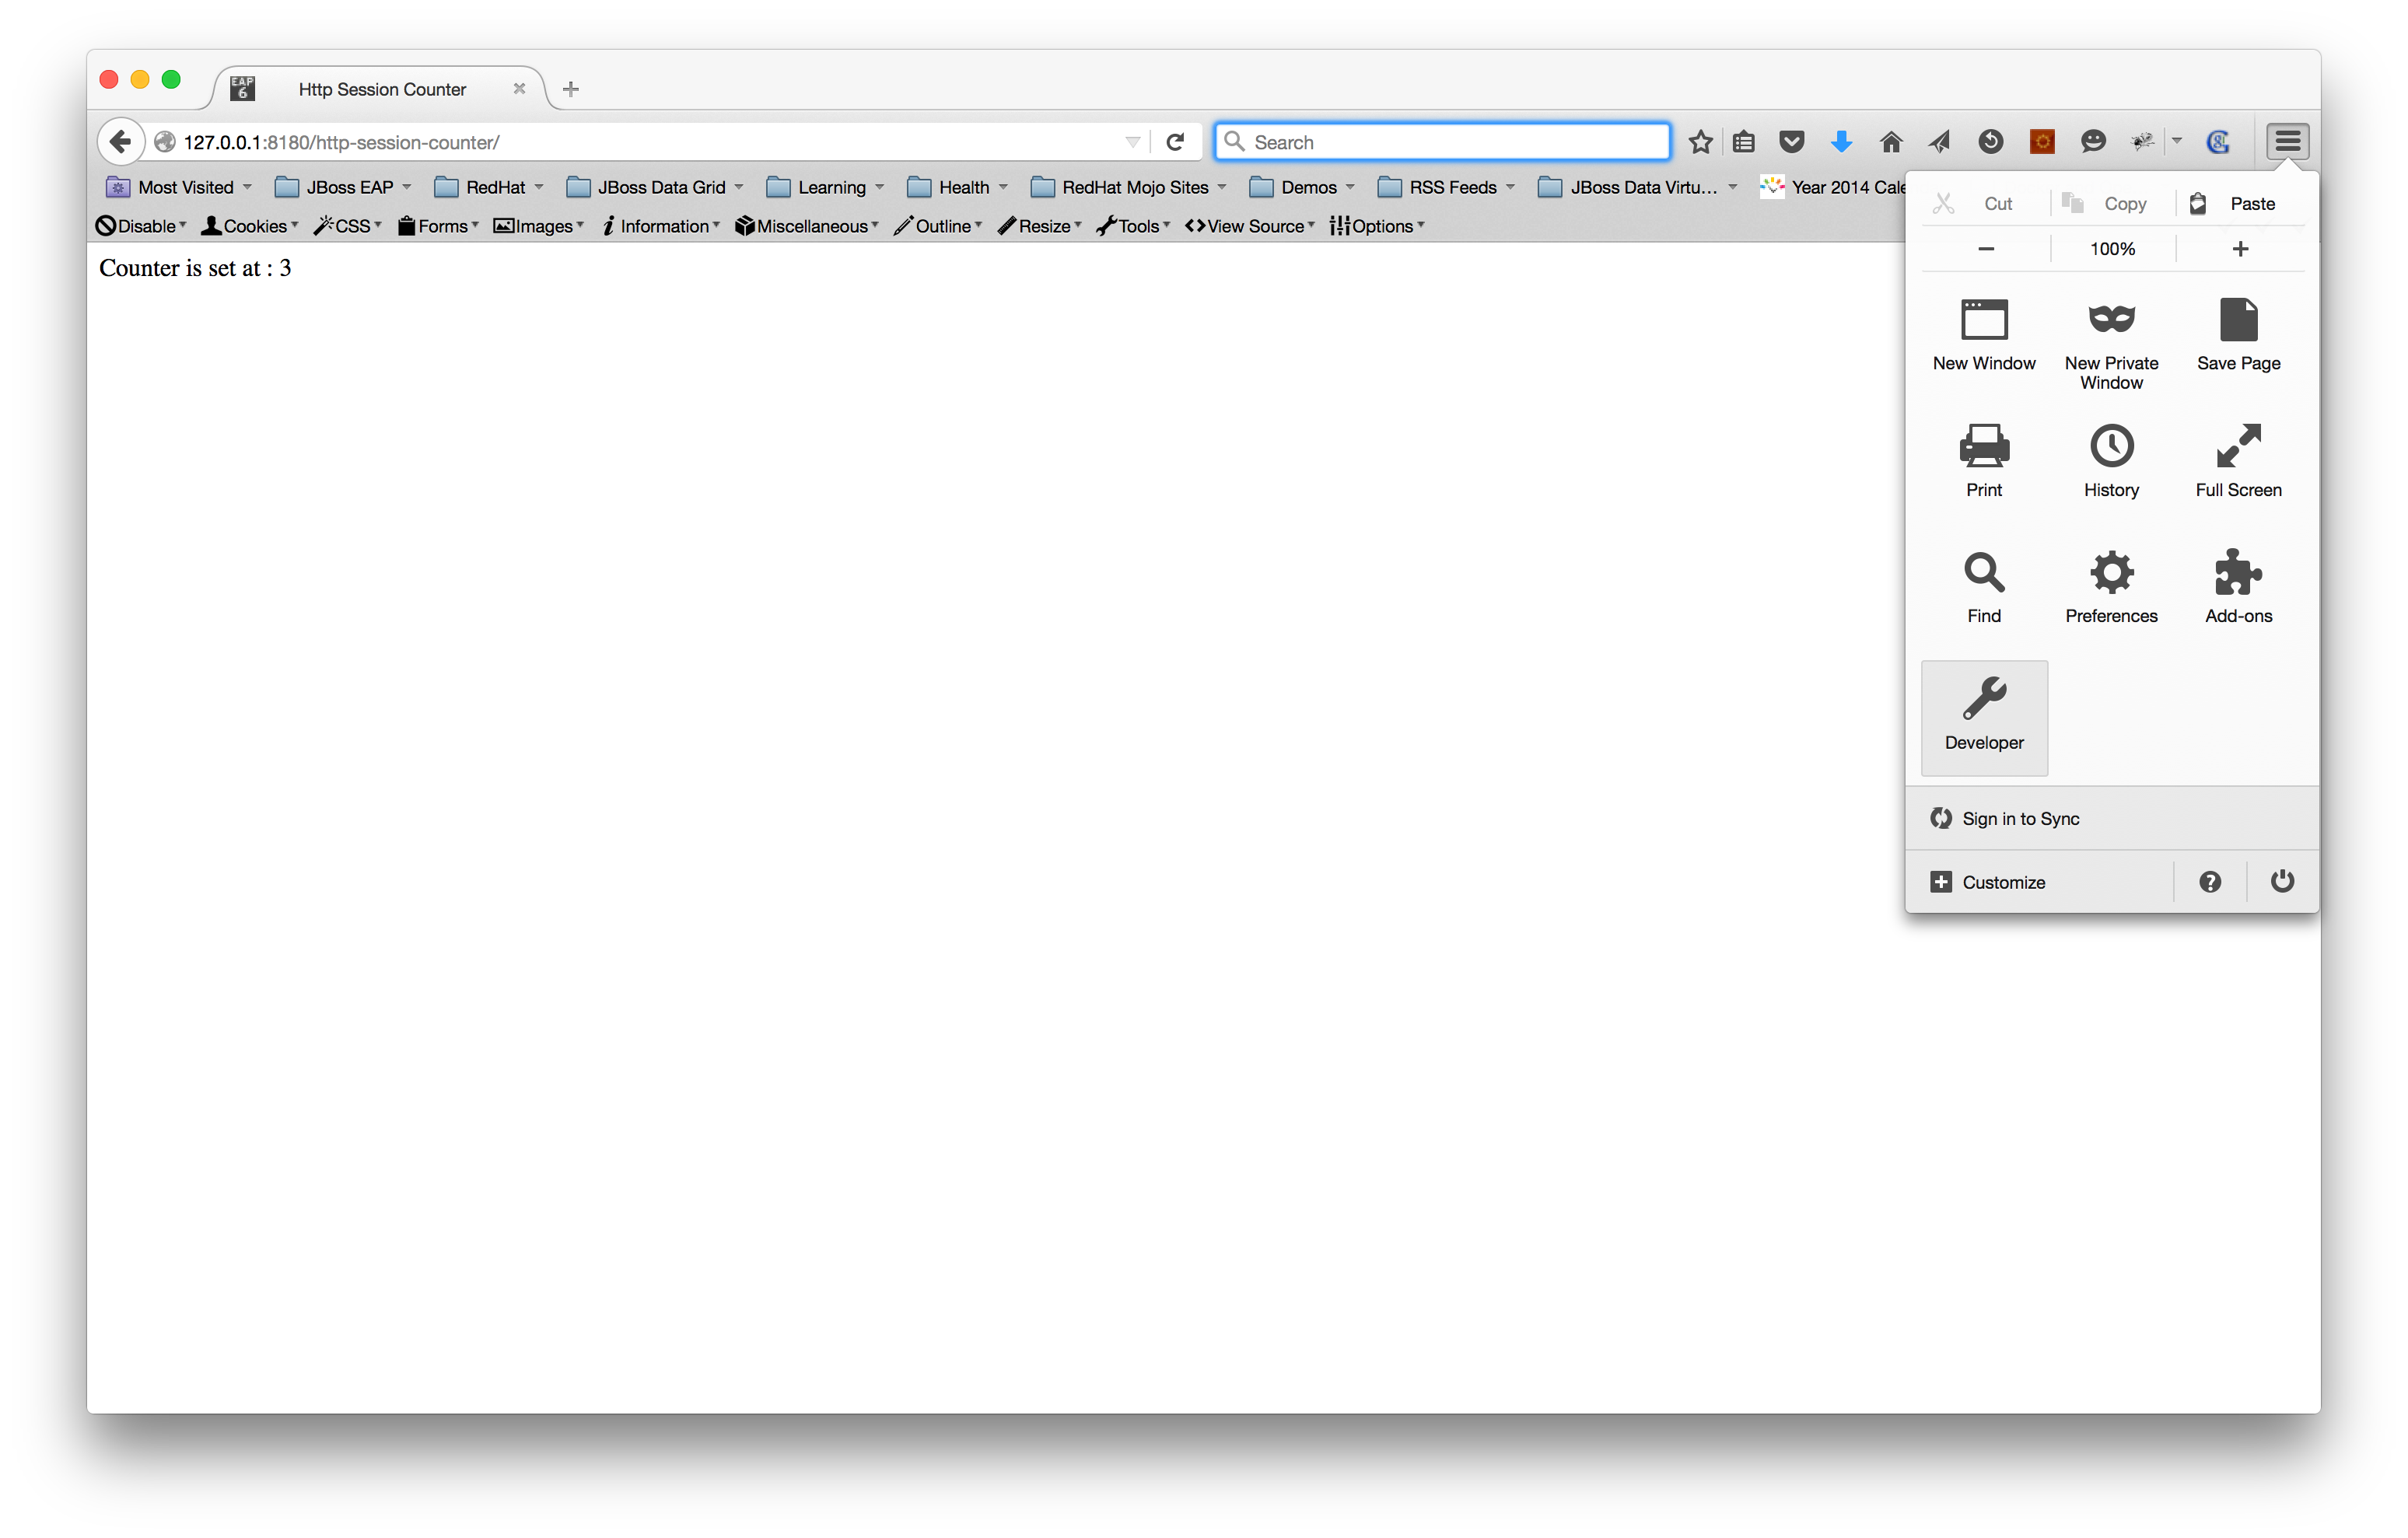 EAP 6 Http Session Counter
127.0.0.1:8180/http-session-counter/ Search
Most Visited JBoss EAP RedHat JBoss Data Grid Learning Health RedHat Mojo Sites Demos RSS Feeds JBoss Data Virtu... Year 2014 Cale
Disable Cookies CSS Forms Images Information Miscellaneous Outline Resize Tools View Source Options
Counter is set at : 3
Cut Copy Paste
100%
New Window New Private Window Save Page
Print History Full Screen
Find Preferences Add-ons
Developer
Sign in to Sync
Customize